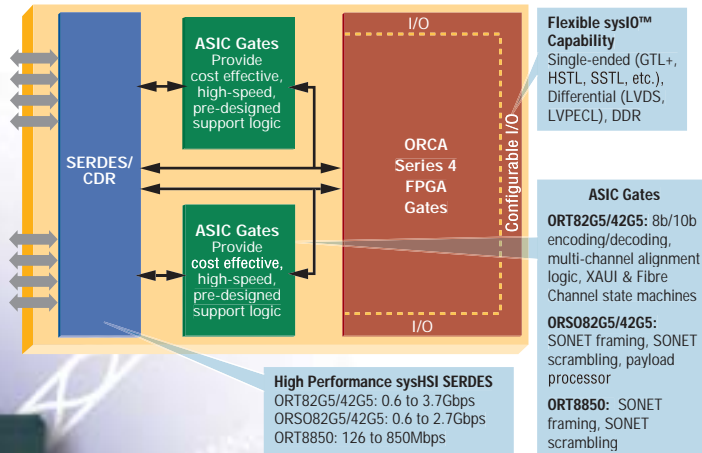 I/O
ASIC Gates
Provide
cost effective,
high-speed,
pre-designed
support logic
SERDES/
CDR
ORCA
Series 4
FPGA
Gates
Configurable I/O
ASIC Gates
Provide
cost effective,
high-speed,
pre-designed
support logic
I/O
Flexible sysIO™
Capability
Single-ended (GTL+,
HSTL, SSTL, etc.),
Differential (LVDS,
LVPECL), DDR
ASIC Gates
ORT82G5/42G5: 8b/10b
encoding/decoding,
multi-channel alignment
logic, XAUI & Fibre
Channel state machines
ORSO82G5/42G5:
SONET framing, SONET
scrambling, payload
processor
ORT8850: SONET
framing, SONET
scrambling
High Performance sysHSI SERDES
ORT82G5/42G5: 0.6 to 3.7Gbps
ORSO82G5/42G5: 0.6 to 2.7Gbps
ORT8850: 126 to 850Mbps